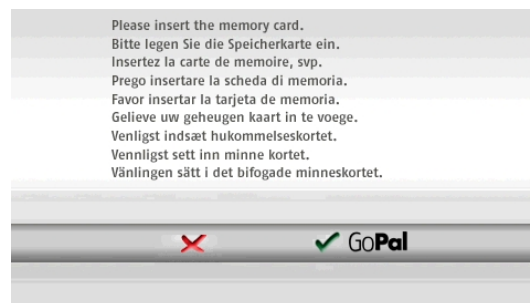 Please insert the memory card.
Bitte legen Sie die Speicherkarte ein.
Insertez la carte de memoire, svp.
Prego insertare la scheda di memoria.
Favor insertar la tarjeta de memoria.
Gelieve uw geheugen kaart in te voege.
Venligst indsæt hukommelseskortet.
Vennligst sett inn minne kortet.
Vänlingen sätt i det bifogade minneskortet.
GoPal